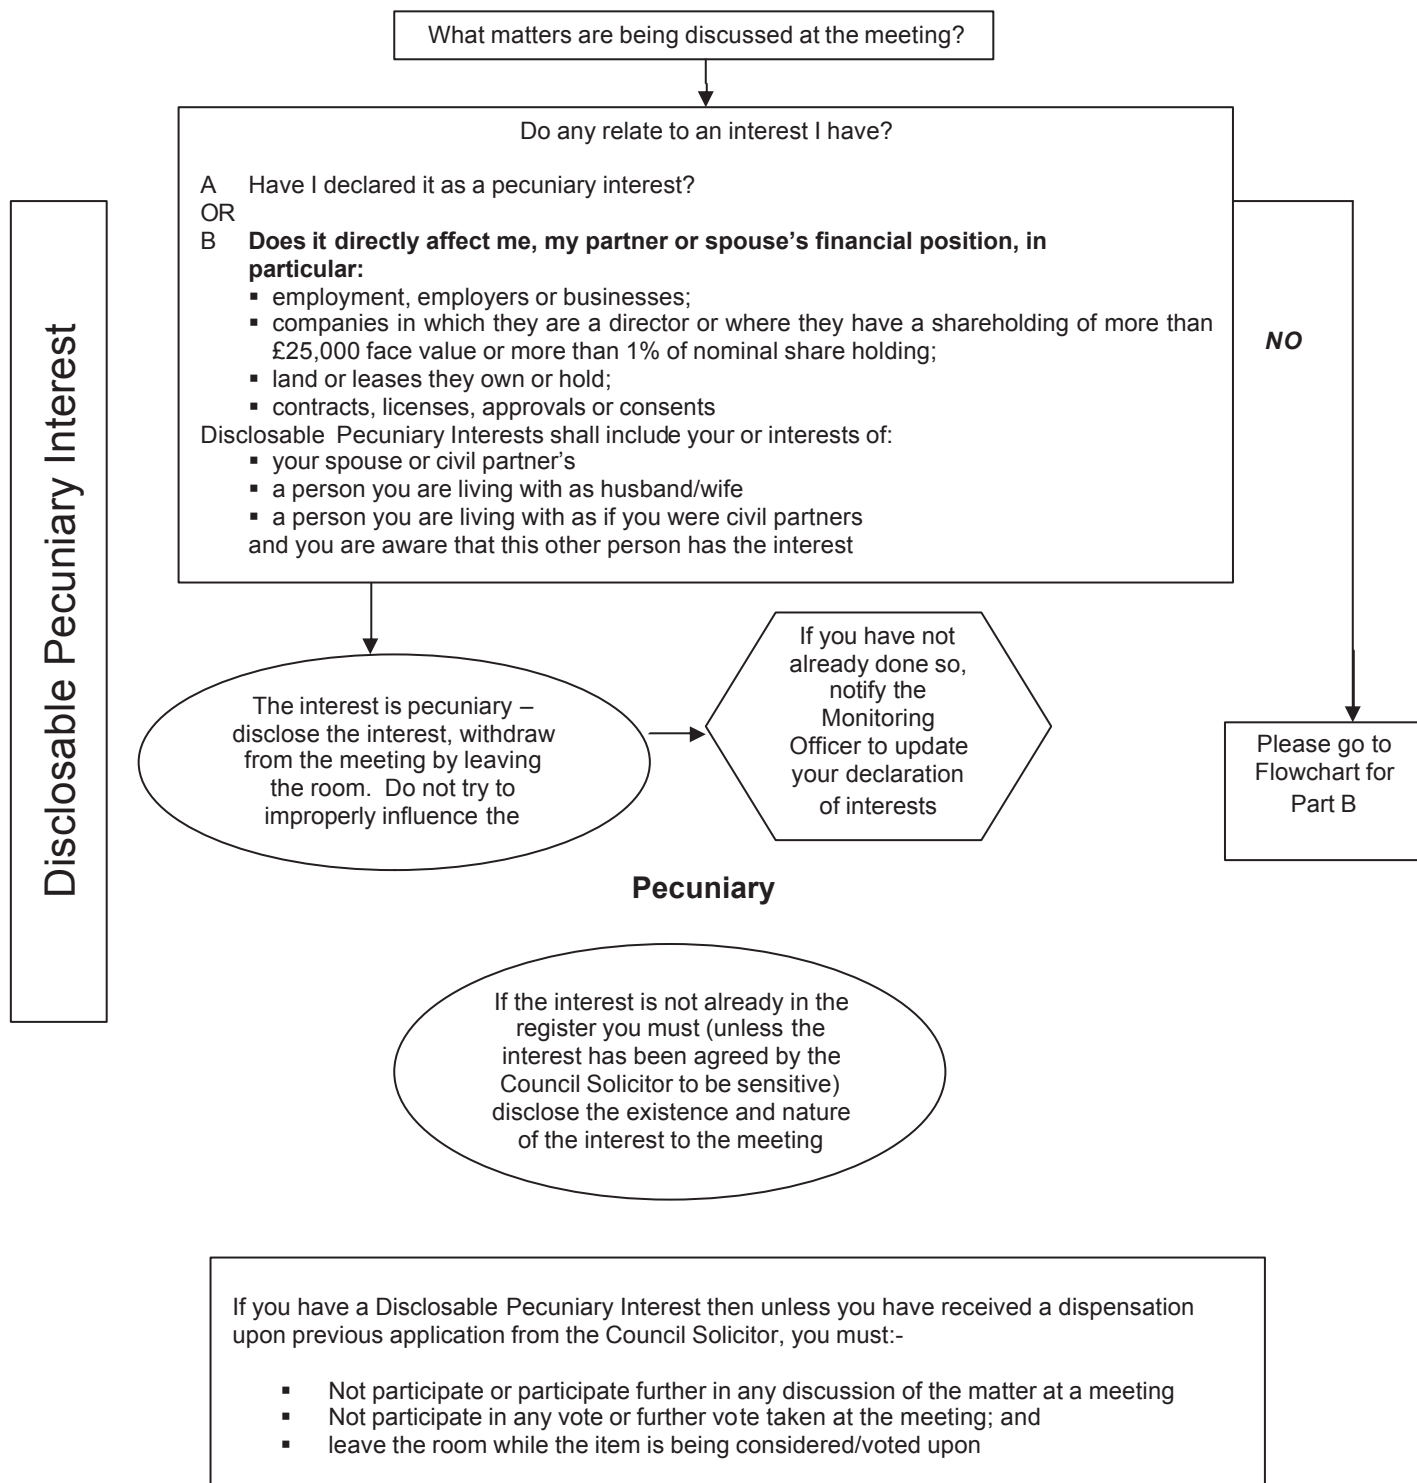 What matters are being discussed at the meeting?
Do any relate to an interest I have?
A Have I declared it as a pecuniary interest?
OR
B Does it directly affect me, my partner or spouse's financial position, in
particular:
▪ employment, employers or businesses;
▪ companies in which they are a director or where they have a shareholding of more than
£25,000 face value or more than 1% of nominal share holding;
▪ land or leases they own or hold;
▪ contracts, licenses, approvals or consents
Disclosable Pecuniary Interests shall include your or interests of:
▪ your spouse or civil partner's
▪ a person you are living with as husband/wife
▪ a person you are living with as if you were civil partners
and you are aware that this other person has the interest
NO
Disclosable Pecuniary Interest
The interest is pecuniary –
disclose the interest, withdraw
from the meeting by leaving
the room. Do not try to
improperly influence the
If you have not
already done so,
notify the
Monitoring
Officer to update
your declaration
of interests
Please go to
Flowchart for
Part B
Pecuniary
If the interest is not already in the
register you must (unless the
interest has been agreed by the
Council Solicitor to be sensitive)
disclose the existence and nature
of the interest to the meeting
If you have a Disclosable Pecuniary Interest then unless you have received a dispensation
upon previous application from the Council Solicitor, you must:-
▪ Not participate or participate further in any discussion of the matter at a meeting
▪ Not participate in any vote or further vote taken at the meeting; and
▪ leave the room while the item is being considered/voted upon